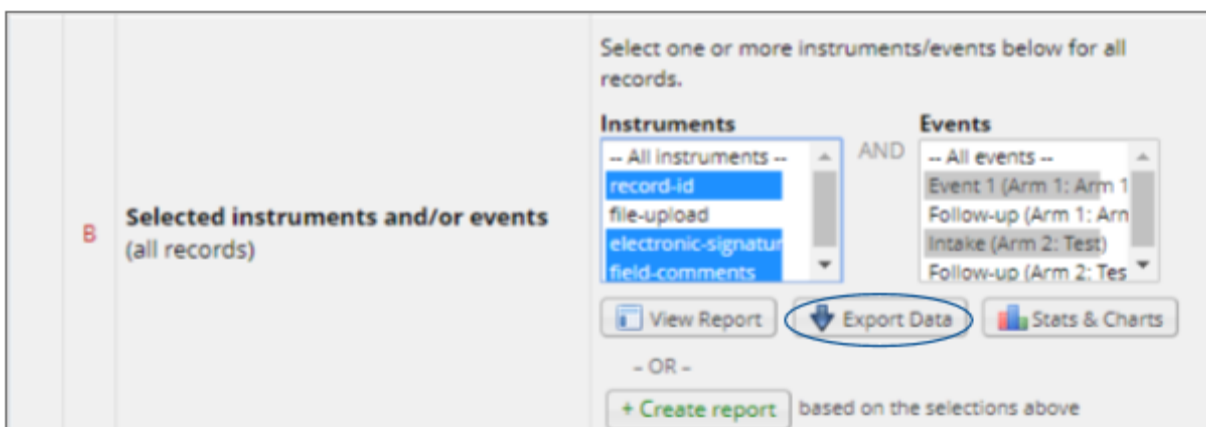 Select one or more instruments/events below for all
records.
Instruments
Events
-- All instruments --
AND
-- All events --
record-id
Event 1 (Arm 1: Arm 1
file-upload
Follow-up (Arm 1: Arm
B
Selected instruments and/or events
electronic-signatur
Intake (Arm 2: Test)
(all records)
field-comments
Follow-up (Arm 2: Tes
View Report
Export Data
Stats & Charts
– OR –
+ Create report
based on the selections above